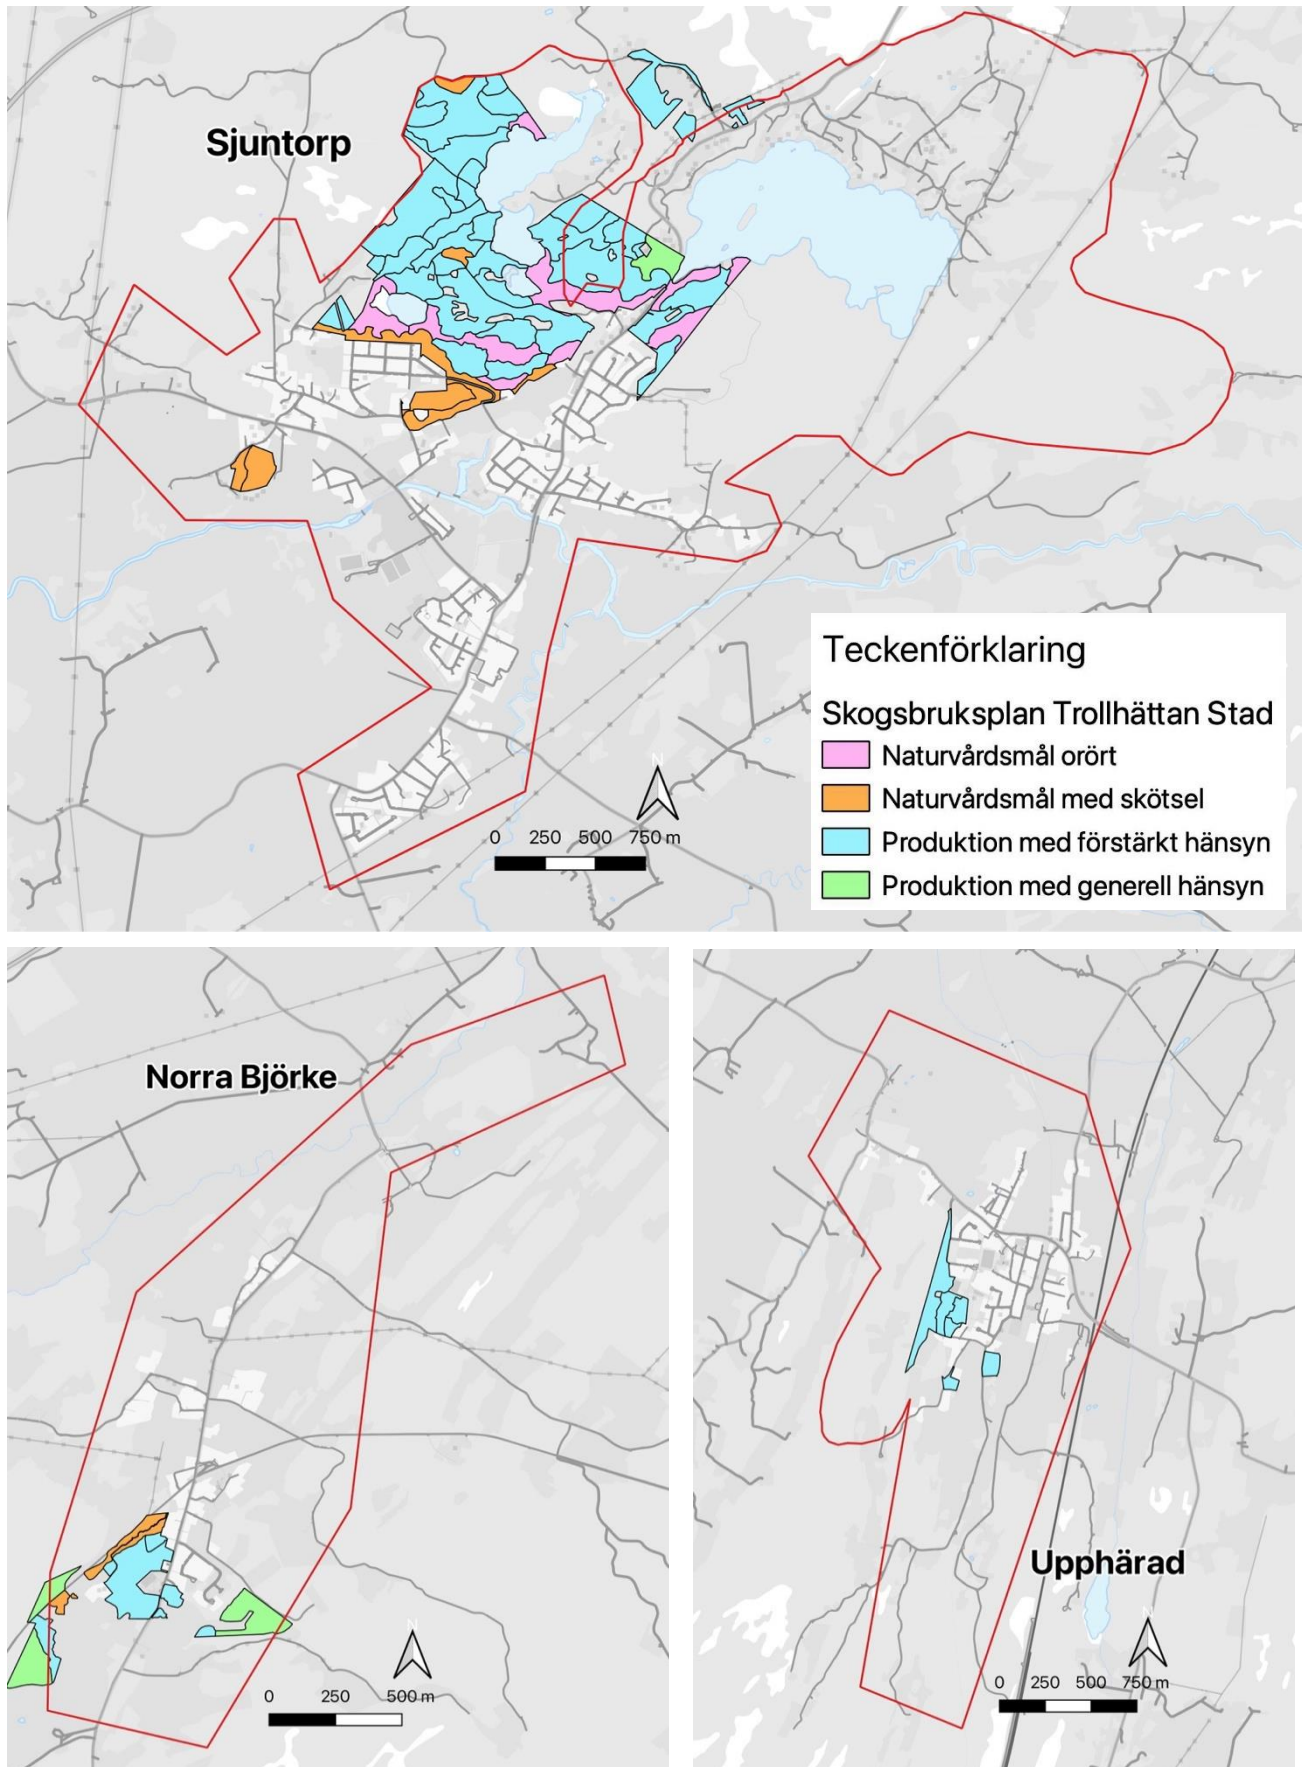 Sjuntorp
Teckenförklaring
Skogsbruksplan Trollhättan Stad
Naturvårdsmål orört
Naturvårdsmål med skötsel
Produktion med förstärkt hänsyn
Produktion med generell hänsyn
N
0 250 500 750 m
Norra Björke
N
0 250 500 m
Upphärad
N
0 250 500 750 m